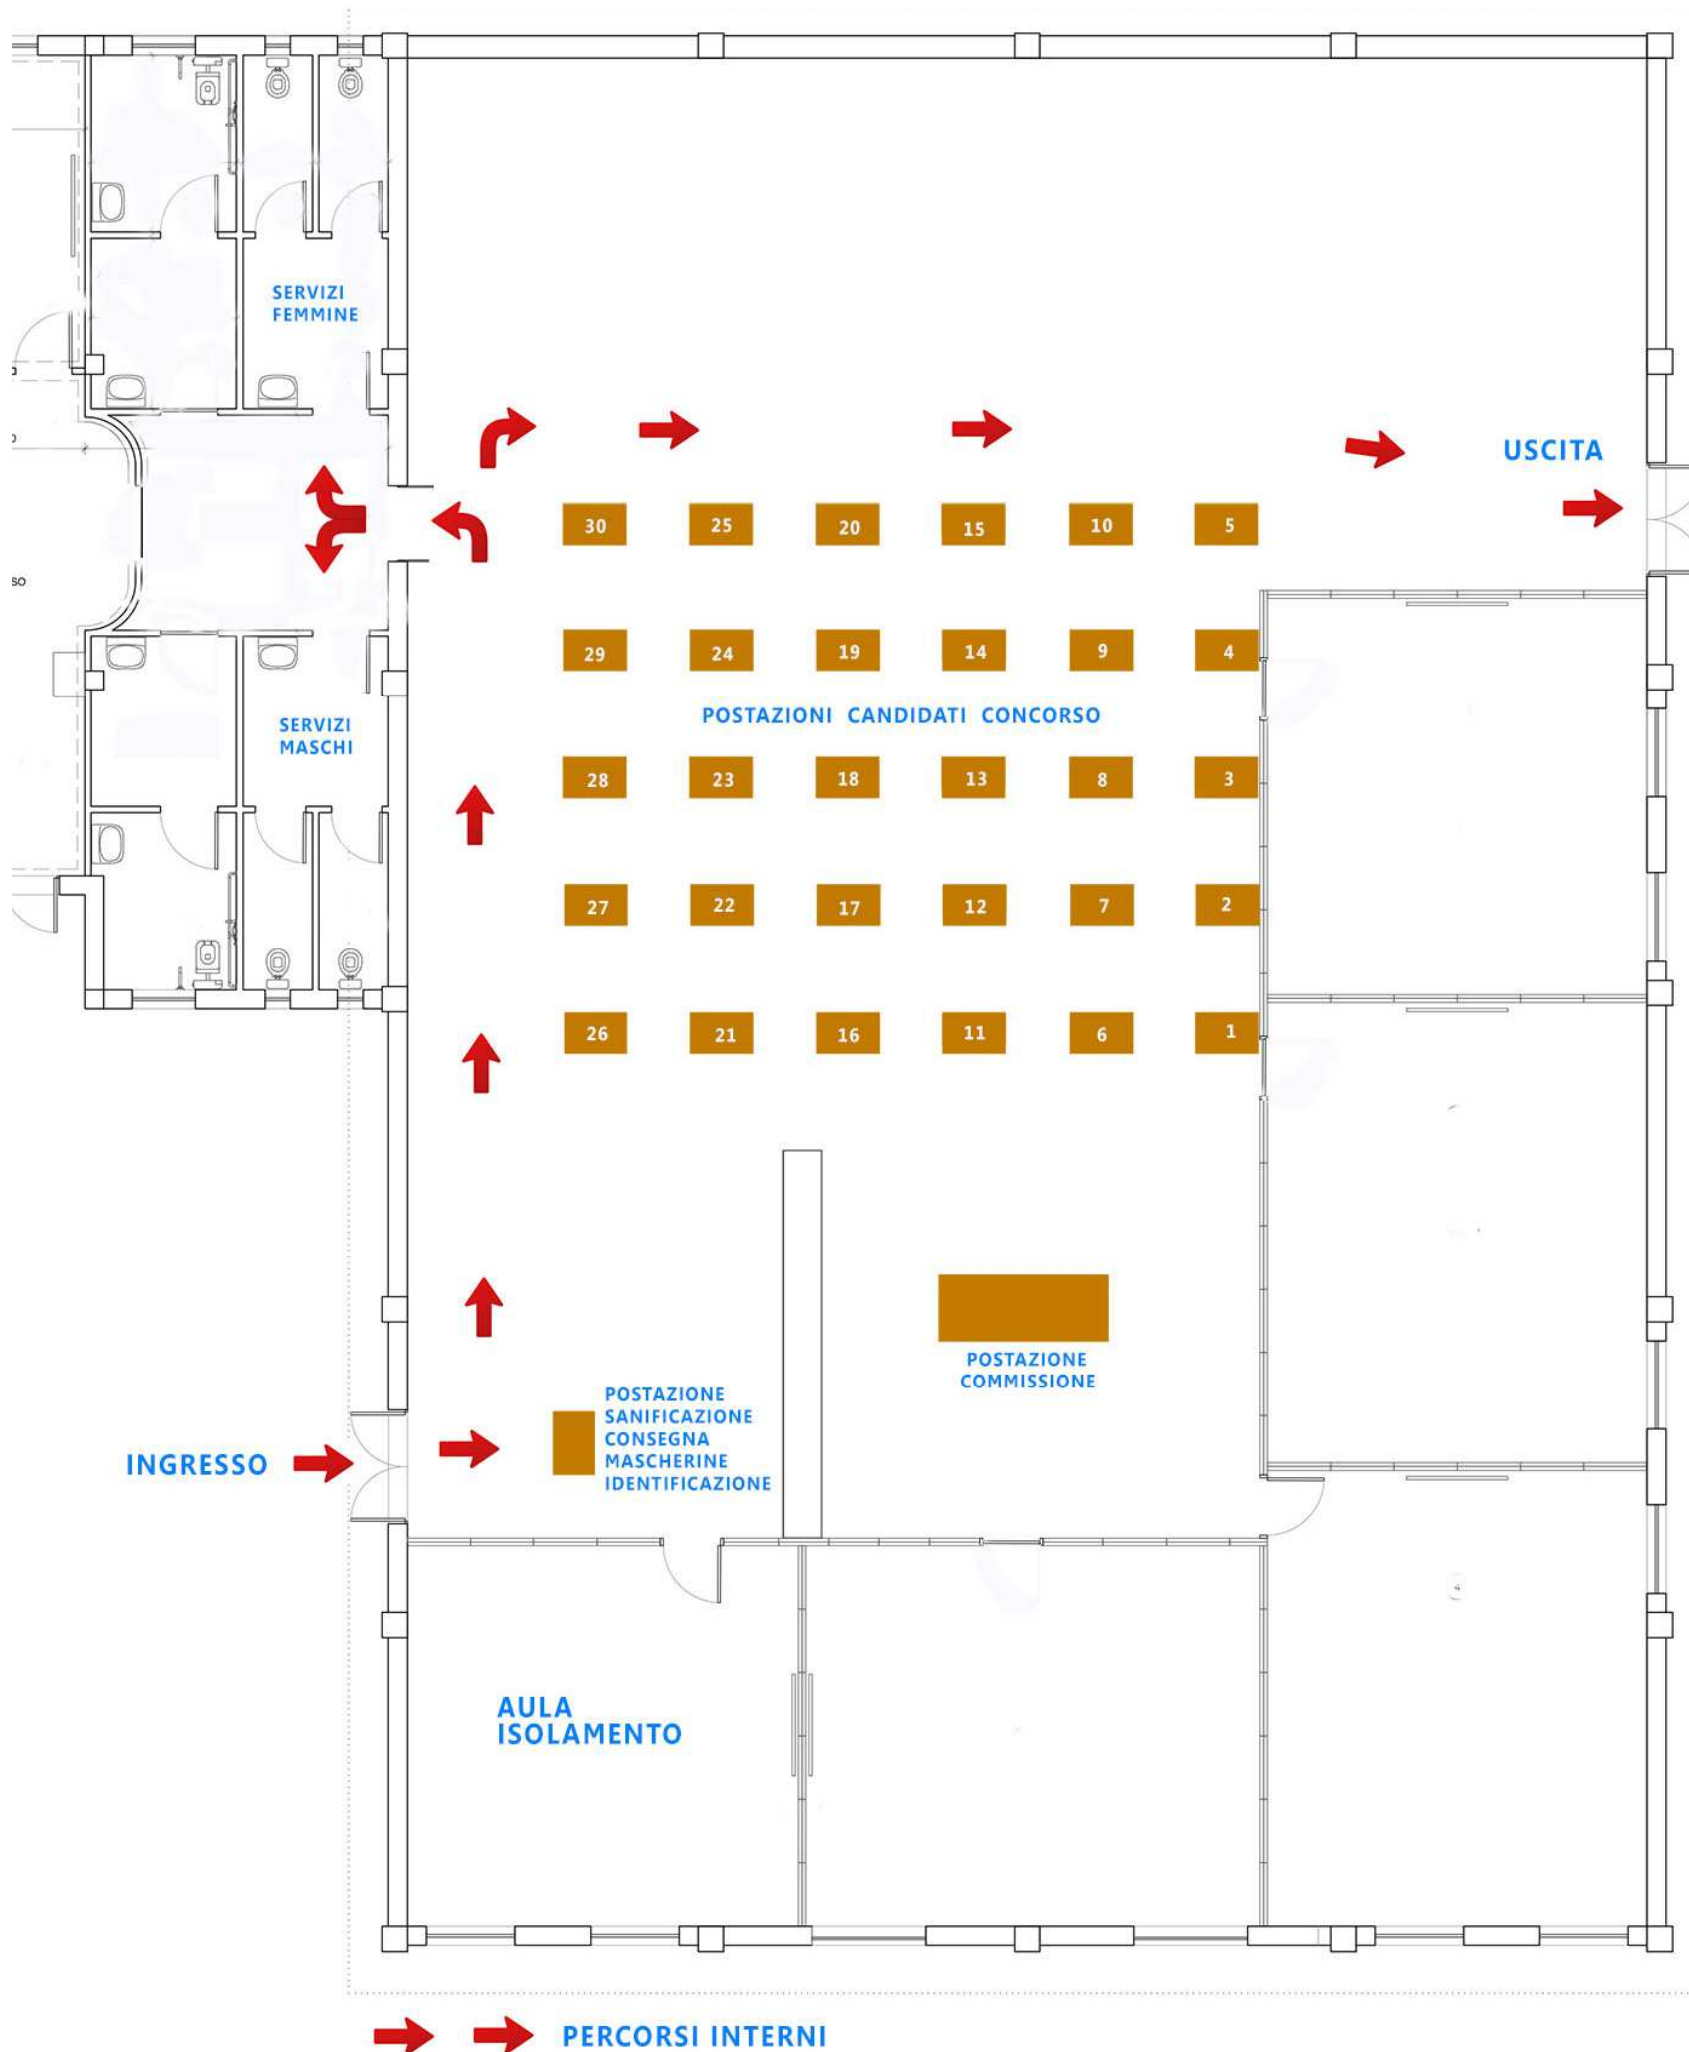 SERVIZI
FEMMINE
USCITA
30 25 20 15 10 5
so
29 24 19 14 9 4
POSTAZIONI CANDIDATI CONCORSO
SERVIZI
MASCHI
28 23 18 13 8 3
27 22 17 12 7 2
26 21 16 11 6 1
POSTAZIONE
COMMISSIONE
POSTAZIONE
SANIFICAZIONE
CONSEGNA
MASCHERINE
IDENTIFICAZIONE
INGRESSO
4
AULA
ISOLAMENTO
PERCORSI INTERNI